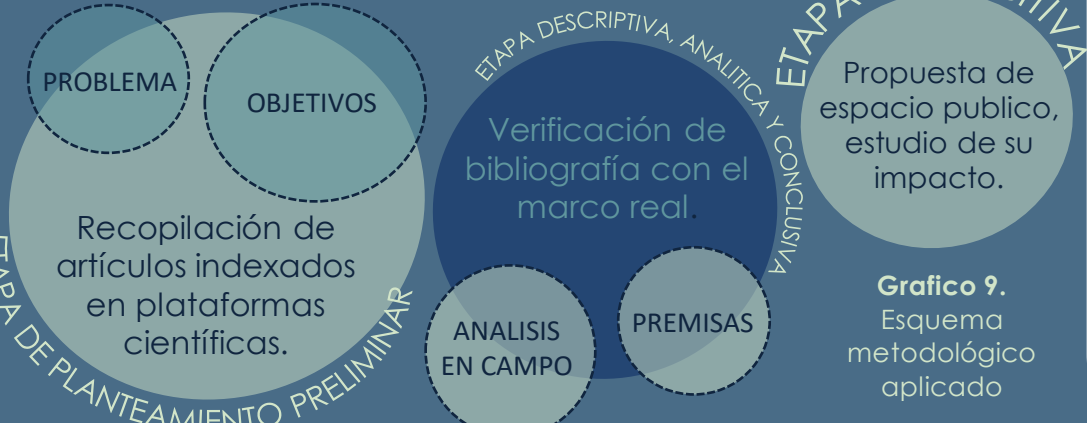 PROBLEMA
OBJETIVOS
Recopilación de
artículos indexados
en plataformas
científicas.
ETAPA DE PLANTEAMIENTO PRELIMINAR
ETAPA DESCRIPTIVA, ANALITICA Y CONCLUSIVA
Verificación de
bibliografía con el
marco real.
ANALISIS
EN CAMPO
PREMISAS
ETAPA
Propuesta de
espacio publico,
estudio de su
impacto.
Grafico 9.
Esquema
metodológico
aplicado